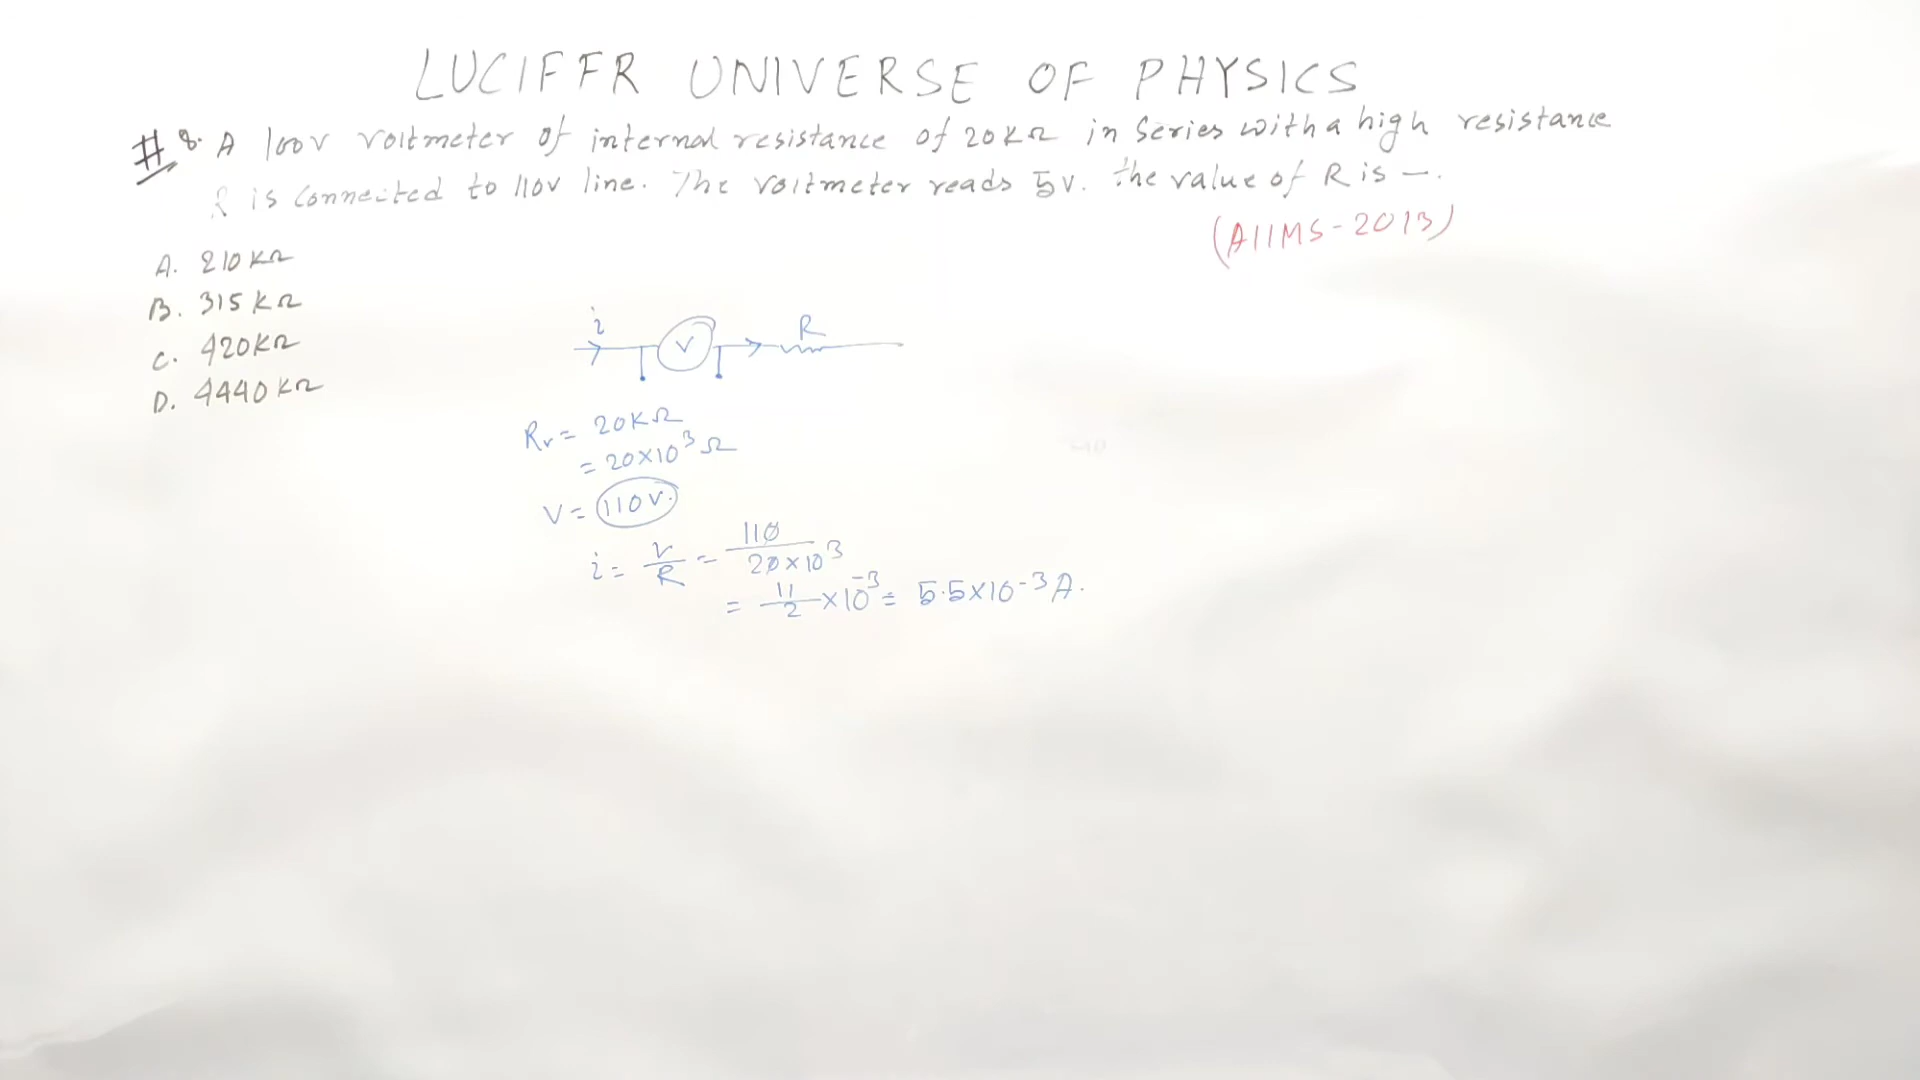 LUCIFFR UNIVERSE OF PHYSICS
# 8. A 100V voltmeter of internal resistance of 20KΩ in series with a high resistance
R is connected to 110V line. The voltmeter reads 5V. the value of R is —.
(AIIMS-2013)
A. 210 KΩ
B. 315 KΩ
C. 420KΩ
D. 4440 KΩ
i
V
R
Rv = 20KΩ
= 20×10³ Ω
V = 110V.
i = V/R = 110/20×10³
= 11/2 ×10⁻³ = 5.5×10⁻³A.